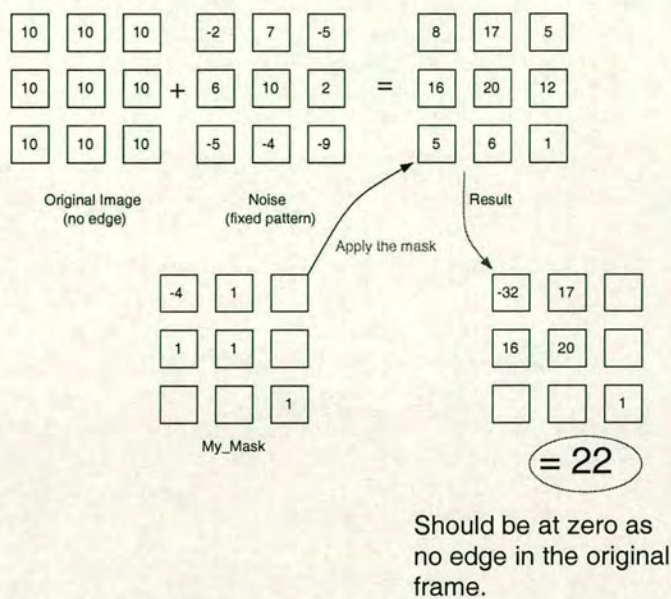 10 10 10 -2 7 -5 8 17 5
10 10 10 + 6 10 2 = 16 20 12
10 10 10 -5 -4 -9 5 6 1
Original Image
(no edge)
Noise
(fixed pattern)
Result
Apply the mask
-4 1
1 1
1
My_Mask
-32 17
16 20
1
= 22
Should be at zero as
no edge in the original
frame.